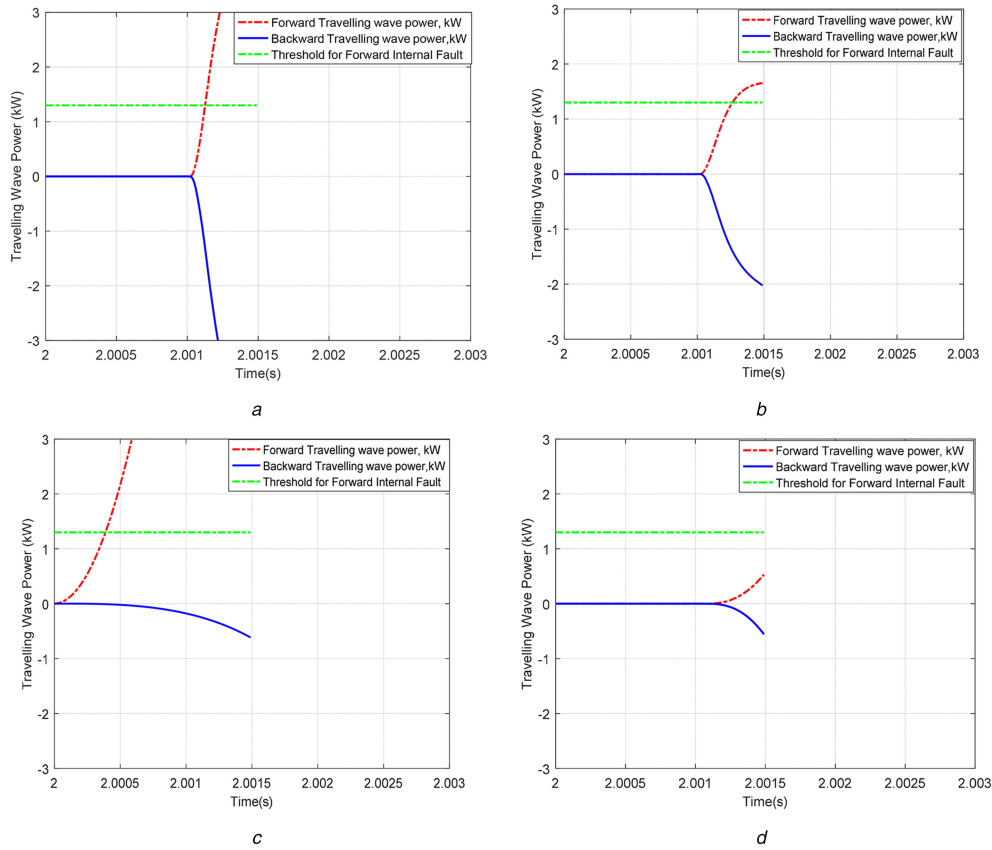 Forward Travelling wave power, kW
Backward Travelling wave power,kW
Threshold for Forward Internal Fault
Travelling Wave Power (kW)
3
2
1
0
-1
-2
-3
2 2.0005 2.001 2.0015 2.002 2.0025 2.003
Time(s)
a
Forward Travelling wave power, kW
Backward Travelling wave power,kW
Threshold for Forward Internal Fault
Travelling Wave Power (kW)
3
2
1
0
-1
-2
-3
2 2.0005 2.001 2.0015 2.002 2.0025 2.003
Time(s)
b
Forward Travelling wave power, kW
Backward Travelling wave power,kW
Threshold for Forward Internal Fault
Travelling Wave Power (kW)
3
2
1
0
-1
-2
-3
2 2.0005 2.001 2.0015 2.002 2.0025 2.003
Time(s)
c
Forward Travelling wave power, kW
Backward Travelling wave power,kW
Threshold for Forward Internal Fault
Travelling Wave Power (kW)
3
2
1
0
-1
-2
-3
2 2.0005 2.001 2.0015 2.002 2.0025 2.003
Time(s)
d